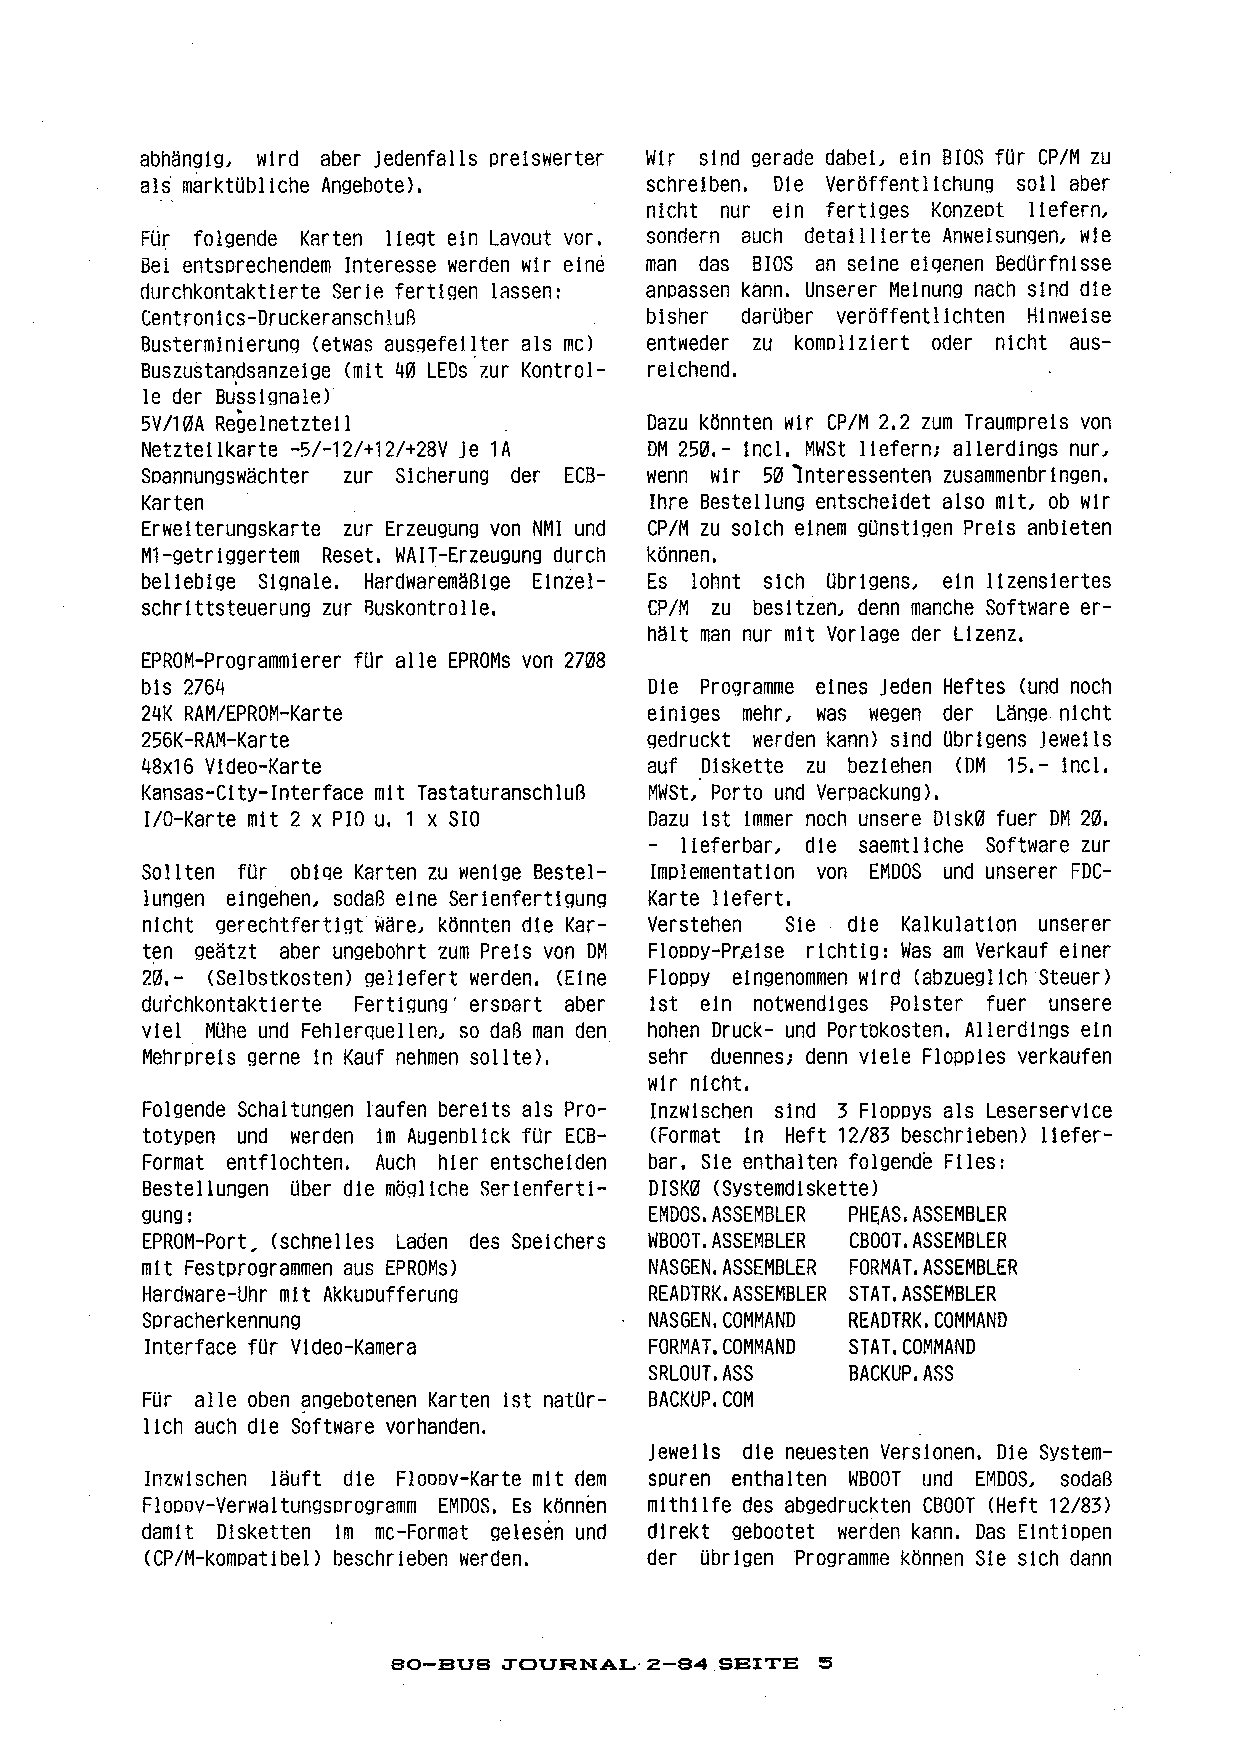 abhängig, wird aber jedenfalls preiswerter
als marktübliche Angebote).
Für folgende Karten liegt ein Layout vor.
Bei entsprechendem Interesse werden wir eine
durchkontaktierte Serie fertigen lassen:
Centronics-Druckeranschluß
Busterminierung (etwas ausgefeilter als mc)
Buszustandsanzeige (mit 40 LEDs zur Kontrol-
le der Bussignale)
5V/10A Regelnetzteil
Netzteilkarte -5/-12/+12/+28V je 1A
Spannungswächter zur Sicherung der ECB-
Karten
Erweiterungskarte zur Erzeugung von NMI und
M1-getriggertem Reset. WAIT-Erzeugung durch
beliebige Signale. Hardwaremäßige Einzel-
schrittsteuerung zur Buskontrolle.
EPROM-Programmierer für alle EPROMs von 2708
bis 2764
24K RAM/EPROM-Karte
256K-RAM-Karte
48x16 Video-Karte
Kansas-City-Interface mit Tastaturanschluß
I/O-Karte mit 2 x PIO u. 1 x SIO
Sollten für obige Karten zu wenige Bestel-
lungen eingehen, sodaß eine Serienfertigung
nicht gerechtfertigt wäre, könnten die Kar-
ten geätzt aber ungebohrt zum Preis von DM
20.- (Selbstkosten) geliefert werden. (Eine
durchkontaktierte Fertigung erspart aber
viel Mühe und Fehlerquellen, so daß man den
Mehrpreis gerne in Kauf nehmen sollte).
Folgende Schaltungen laufen bereits als Pro-
totypen und werden im Augenblick für ECB-
Format entflochten. Auch hier entscheiden
Bestellungen über die mögliche Serienferti-
gung:
EPROM-Port, (schnelles Laden des Speichers
mit Festprogrammen aus EPROMs)
Hardware-Uhr mit Akkupufferung
Spracherkennung
Interface für Video-Kamera
Für alle oben angebotenen Karten ist natür-
lich auch die Software vorhanden.
Inzwischen läuft die Floppy-Karte mit dem
Floppy-Verwaltungsprogramm EMDOS. Es können
damit Disketten im mc-Format gelesen und
(CP/M-kompatibel) beschrieben werden.
Wir sind gerade dabei, ein BIOS für CP/M zu
schreiben. Die Veröffentlichung soll aber
nicht nur ein fertiges Konzept liefern,
sondern auch detaillierte Anweisungen, wie
man das BIOS an seine eigenen Bedürfnisse
anpassen kann. Unserer Meinung nach sind die
bisher darüber veröffentlichten Hinweise
entweder zu kompliziert oder nicht aus-
reichend.
Dazu könnten wir CP/M 2.2 zum Traumpreis von
DM 250.- incl. MWSt liefern; allerdings nur,
wenn wir 50 Interessenten zusammenbringen.
Ihre Bestellung entscheidet also mit, ob wir
CP/M zu solch einem günstigen Preis anbieten
können.
Es lohnt sich übrigens, ein lizensiertes
CP/M zu besitzen, denn manche Software er-
hält man nur mit Vorlage der Lizenz.
Die Programme eines jeden Heftes (und noch
einiges mehr, was wegen der Länge nicht
gedruckt werden kann) sind übrigens jeweils
auf Diskette zu beziehen (DM 15.- incl.
MWSt, Porto und Verpackung).
Dazu ist immer noch unsere Disk0 fuer DM 20.
- lieferbar, die saemtliche Software zur
Implementation von EMDOS und unserer FDC-
Karte liefert.
Verstehen Sie die Kalkulation unserer
Floppy-Preise richtig: Was am Verkauf einer
Floppy eingenommen wird (abzueglich Steuer)
ist ein notwendiges Polster fuer unsere
hohen Druck- und Portokosten. Allerdings ein
sehr duennes; denn viele Floppies verkaufen
wir nicht.
Inzwischen sind 3 Floppys als Leserservice
(Format in Heft 12/83 beschrieben) liefer-
bar. Sie enthalten folgende Files:
DISK0 (Systemdiskette)
EMDOS.ASSEMBLER PHEAS.ASSEMBLER
WBOOT.ASSEMBLER CBOOT.ASSEMBLER
NASGEN.ASSEMBLER FORMAT.ASSEMBLER
READTRK.ASSEMBLER STAT.ASSEMBLER
NASGEN.COMMAND READTRK.COMMAND
FORMAT.COMMAND STAT.COMMAND
SRLOUT.ASS BACKUP.ASS
BACKUP.COM
jeweils die neuesten Versionen. Die System-
spuren enthalten WBOOT und EMDOS, sodaß
mithilfe des abgedruckten CBOOT (Heft 12/83)
direkt gebootet werden kann. Das Eintippen
der übrigen Programme können Sie sich dann
80-BUS JOURNAL 2-84 SEITE 5